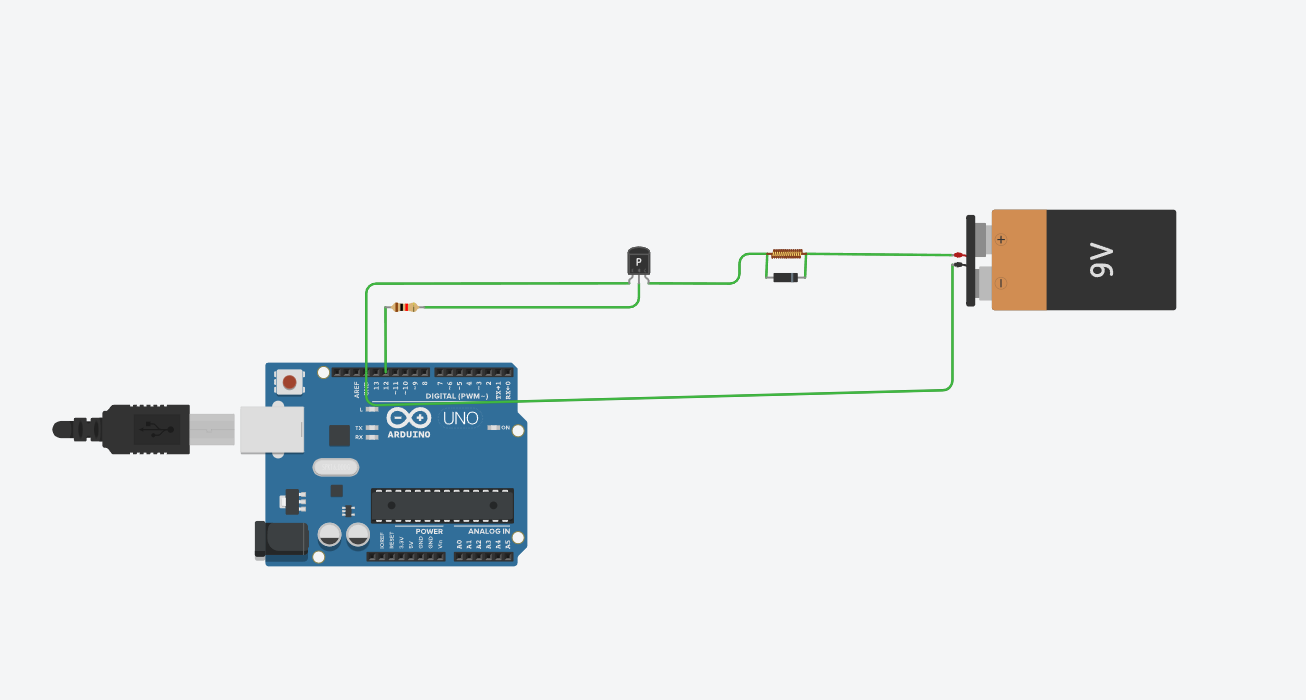 P
9V
+
−
AREF
GND
13
12
~11
~10
~9
8
7
~6
~5
4
~3
2
TX→1
RX←0
DIGITAL (PWM~)
L
TX
RX
ARDUINO
UNO
ON
POWER
ANALOG IN
IOREF
RESET
3.3V
5V
GND
GND
Vin
A0
A1
A2
A3
A4
A5